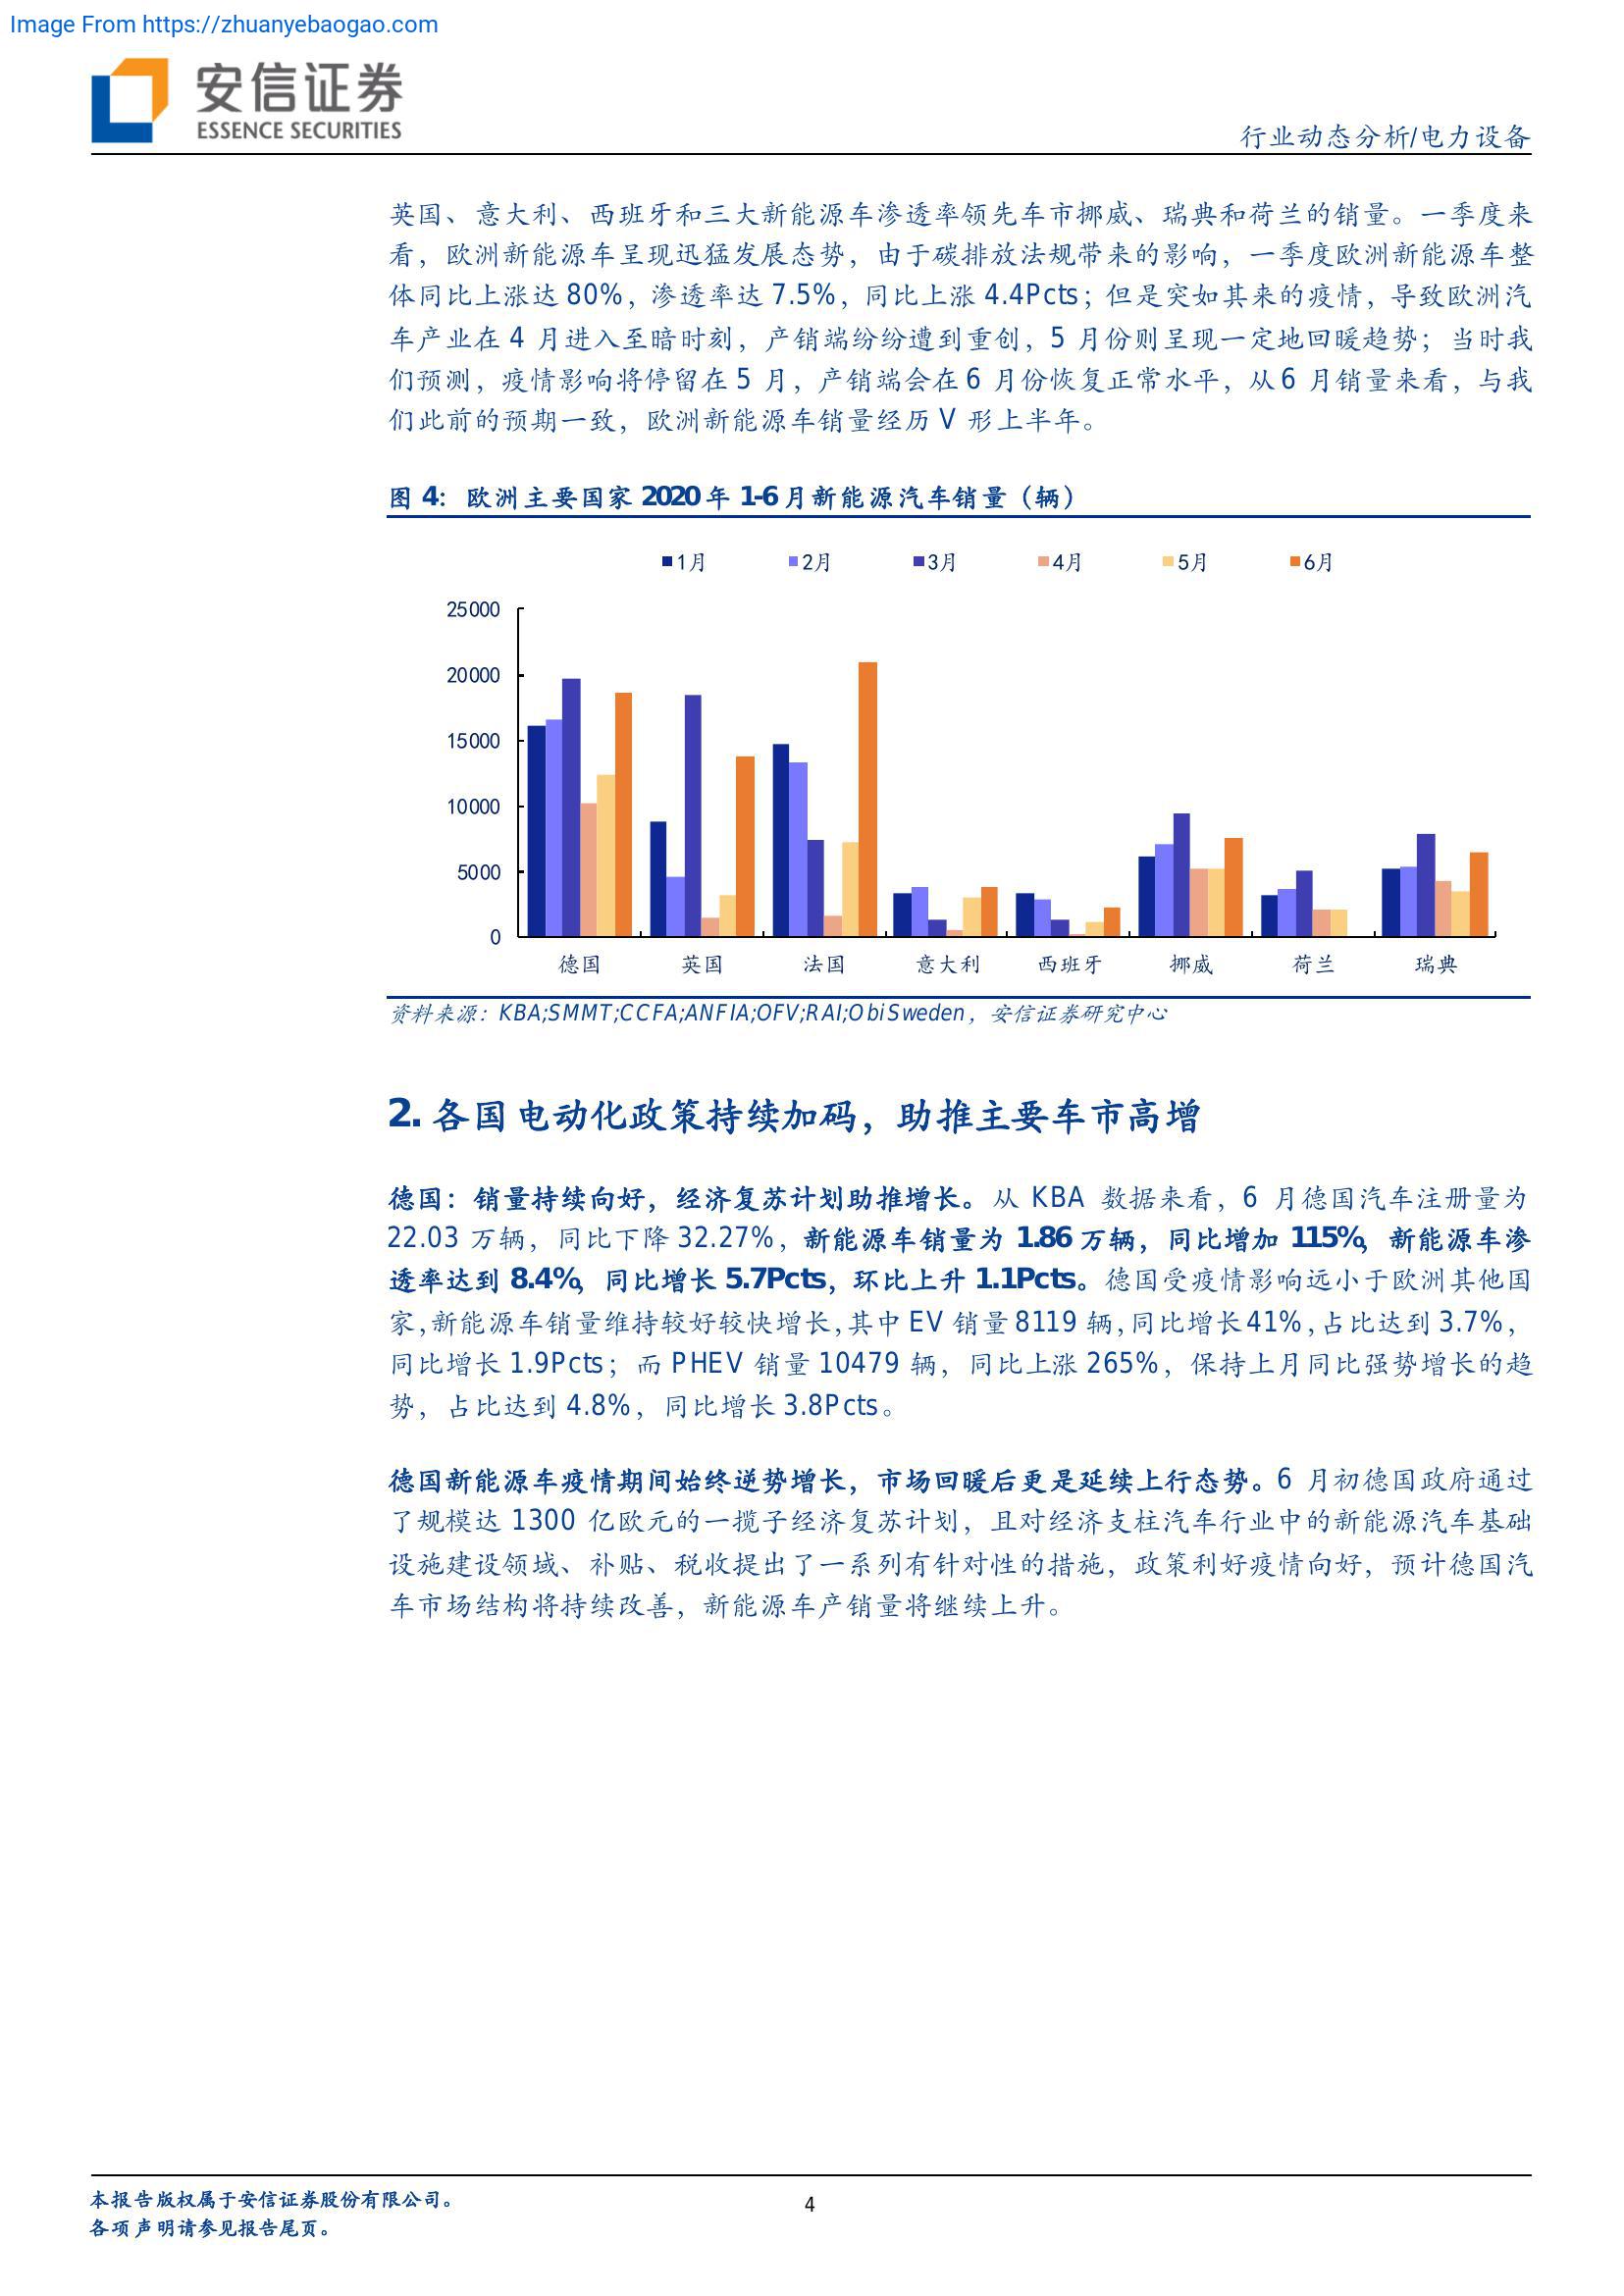 Image From https://zhuanyebaogao.com
安信证券
ESSENCE SECURITIES
行业动态分析/电力设备
英国、意大利、西班牙和三大新能源车渗透率领先车市挪威、瑞典和荷兰的销量。一季度来
看，欧洲新能源车呈现迅猛发展态势，由于碳排放法规带来的影响，一季度欧洲新能源车整
体同比上涨达 80%，渗透率达 7.5%，同比上涨 4.4Pcts；但是突如其来的疫情，导致欧洲汽
车产业在 4 月进入至暗时刻，产销端纷纷遭到重创，5 月份则呈现一定地回暖趋势；当时我
们预测，疫情影响将停留在 5 月，产销端会在 6 月份恢复正常水平，从 6 月销量来看，与我
们此前的预期一致，欧洲新能源车销量经历 V 形上半年。
图 4：欧洲主要国家 2020 年 1-6 月新能源汽车销量（辆）
1月 2月 3月 4月 5月 6月
25000
20000
15000
10000
5000
0
德国 英国 法国 意大利 西班牙 挪威 荷兰 瑞典
资料来源：KBA;SMMT;CCFA;ANFIA;OFV;RAI;ObiSweden，安信证券研究中心
2. 各国电动化政策持续加码，助推主要车市高增
德国：销量持续向好，经济复苏计划助推增长。从 KBA 数据来看，6 月德国汽车注册量为
22.03 万辆，同比下降 32.27%，新能源车销量为 1.86 万辆，同比增加 115%，新能源车渗
透率达到 8.4%，同比增长 5.7Pcts，环比上升 1.1Pcts。德国受疫情影响远小于欧洲其他国
家，新能源车销量维持较好较快增长，其中 EV 销量 8119 辆，同比增长 41%，占比达到 3.7%，
同比增长 1.9Pcts；而 PHEV 销量 10479 辆，同比上涨 265%，保持上月同比强势增长的趋
势，占比达到 4.8%，同比增长 3.8Pcts。
德国新能源车疫情期间始终逆势增长，市场回暖后更是延续上行态势。6 月初德国政府通过
了规模达 1300 亿欧元的一揽子经济复苏计划，且对经济支柱汽车行业中的新能源汽车基础
设施建设领域、补贴、税收提出了一系列有针对性的措施，政策利好疫情向好，预计德国汽
车市场结构将持续改善，新能源车产销量将继续上升。
本报告版权属于安信证券股份有限公司。
4
各项声明请参见报告尾页。